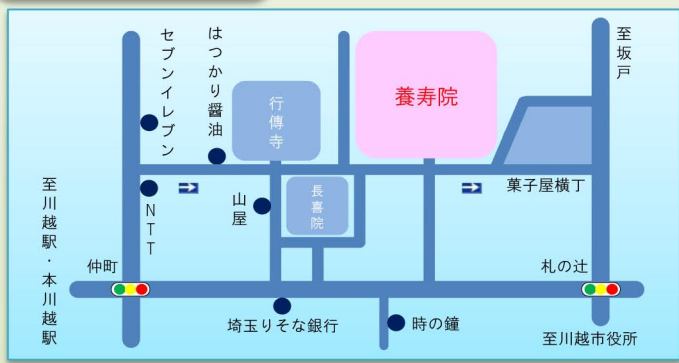 セブンイレブン
はつかり醤油
行傳寺
養寿院
至坂戸
至川越駅・本川越駅
NTT
山屋
長喜院
菓子屋横丁
仲町
札の辻
埼玉りそな銀行
時の鐘
至川越市役所